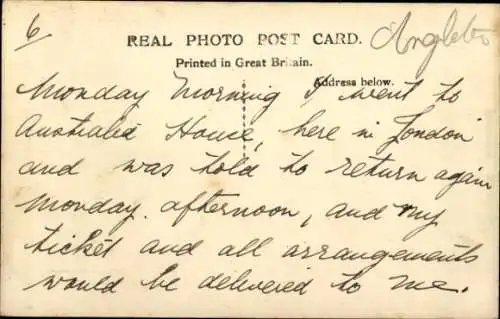 6
REAL PHOTO POST CARD.
Printed in Great Britain.
Address below.
Monday Morning I went to
Australia House, here in London
and was told to return again
Monday. afternoon, and my
ticket and all arrangements
would be delivered to me.